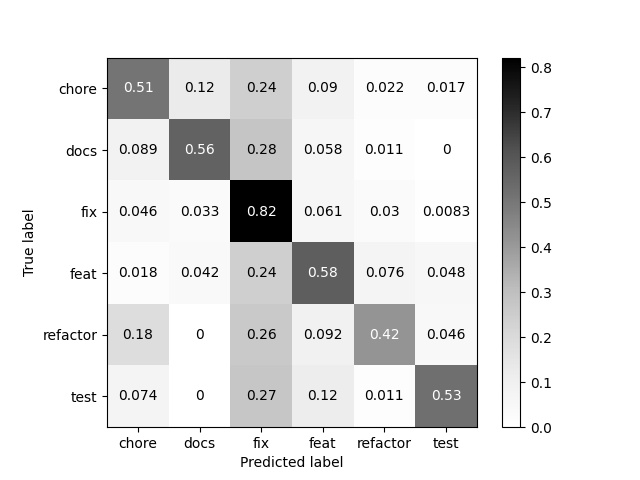 chore 0.51 0.12 0.24 0.09 0.022 0.017
docs 0.089 0.56 0.28 0.058 0.011 0
fix 0.046 0.033 0.82 0.061 0.03 0.0083
feat 0.018 0.042 0.24 0.58 0.076 0.048
refactor 0.18 0 0.26 0.092 0.42 0.046
test 0.074 0 0.27 0.12 0.011 0.53
chore docs fix feat refactor test
Predicted label
True label
0.8
0.7
0.6
0.5
0.4
0.3
0.2
0.1
0.0